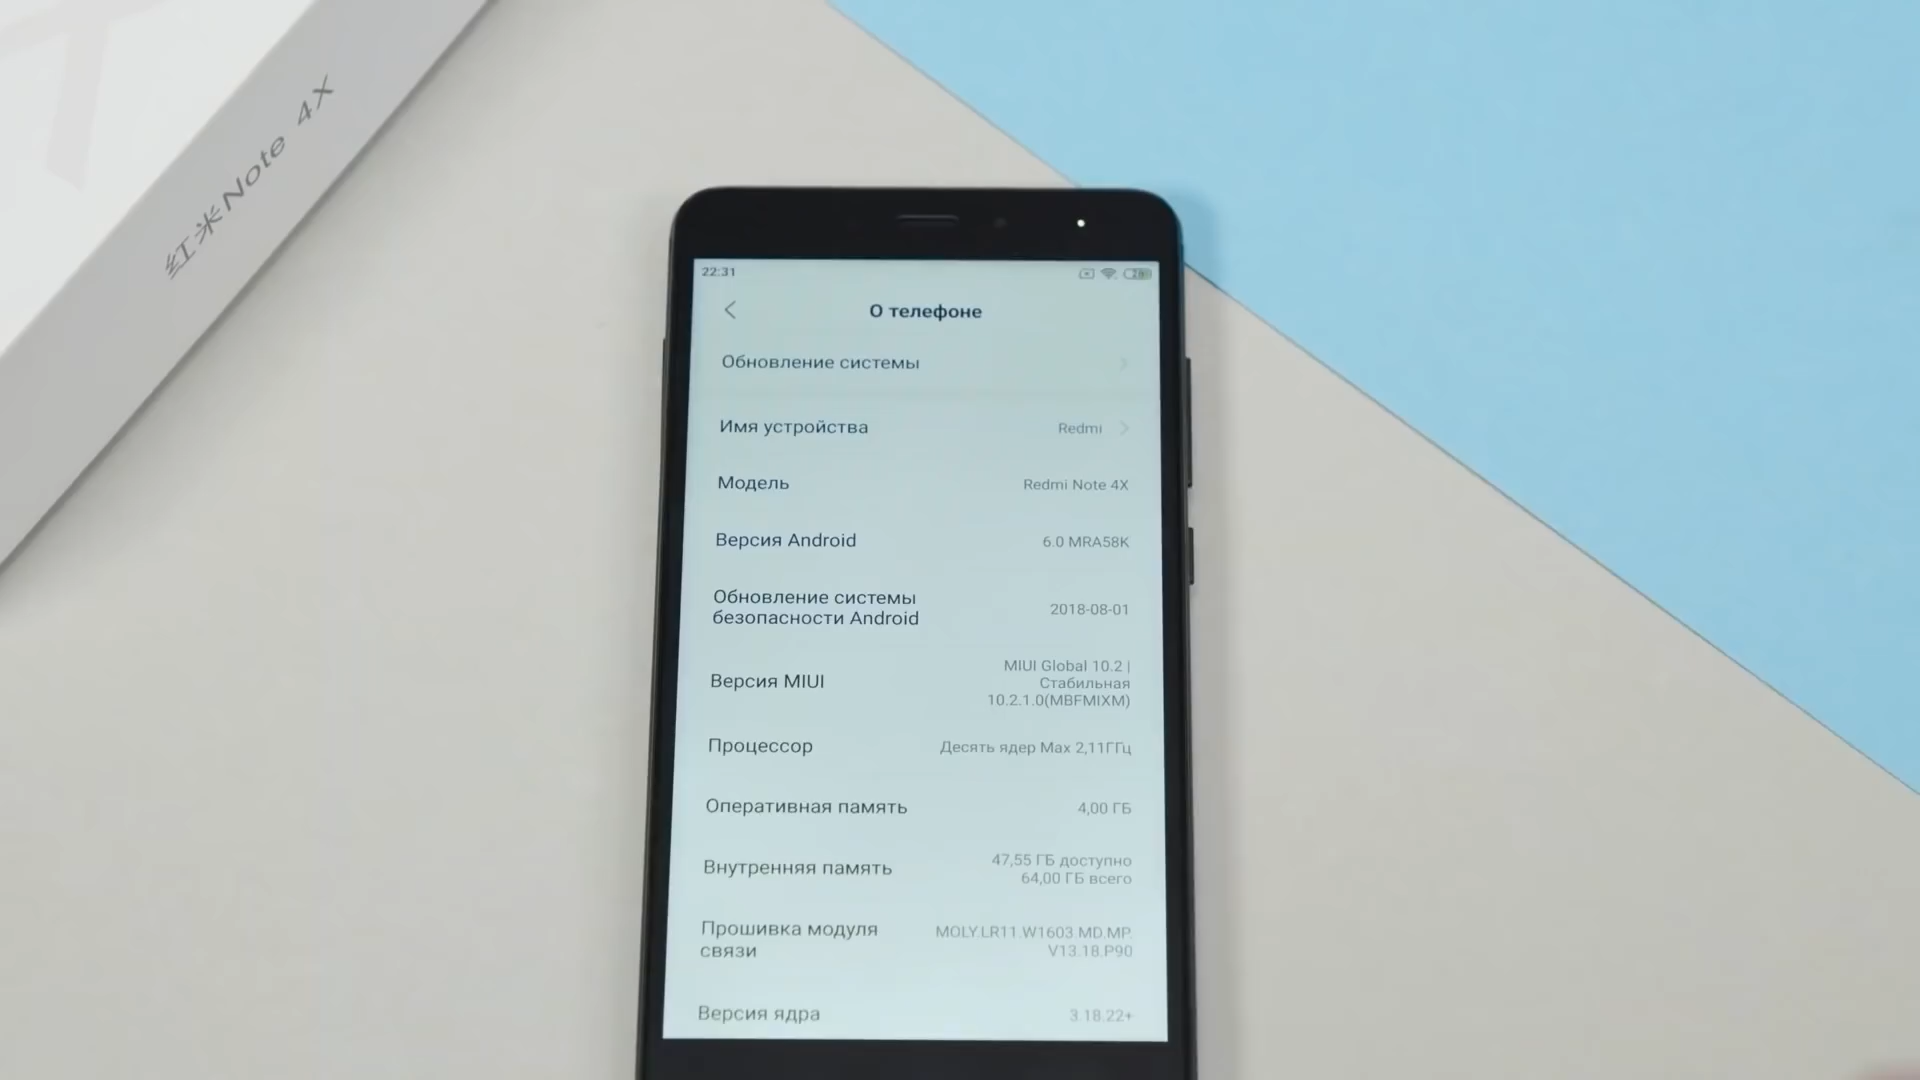 红米Note 4X
22:31
28
О телефоне
Обновление системы
Имя устройства Redmi
Модель Redmi Note 4X
Версия Android 6.0 MRA58K
Обновление системы
безопасности Android 2018-08-01
Версия MIUI MIUI Global 10.2 |
Стабильная
10.2.1.0(MBFMIXM)
Процессор Десять ядер Max 2,11ГГц
Оперативная память 4,00 ГБ
Внутренняя память 47,55 ГБ доступно
64,00 ГБ всего
Прошивка модуля
связи MOLY.LR11.W1603.MD.MP.
V13.18.P90
Версия ядра 3.18.22+